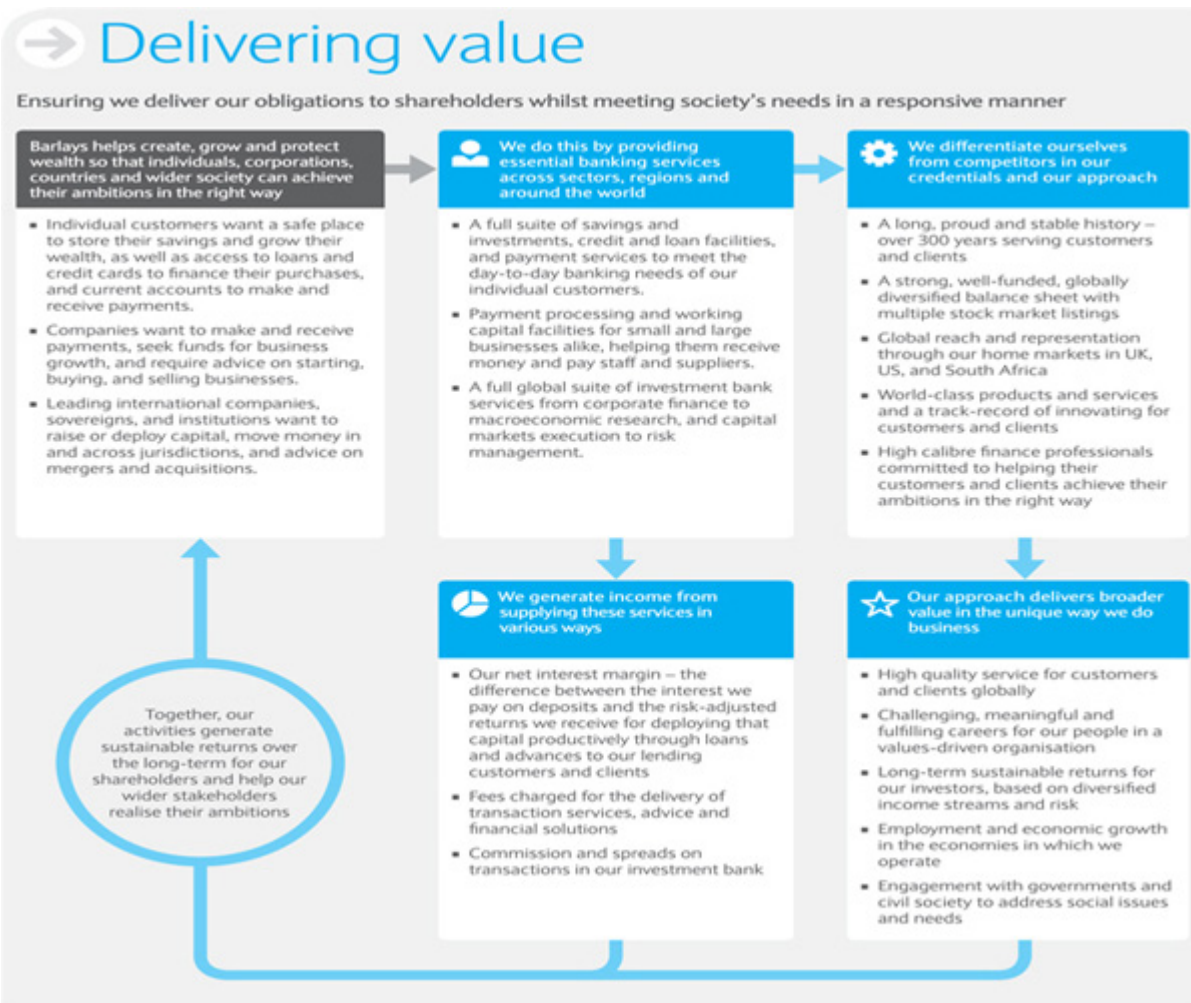 Delivering value
Ensuring we deliver our obligations to shareholders whilst meeting society's needs in a responsive manner
Barlays helps create, grow and protect
wealth so that individuals, corporations,
countries and wider society can achieve
their ambitions in the right way
▪ Individual customers want a safe place
to store their savings and grow their
wealth, as well as access to loans and
credit cards to finance their purchases,
and current accounts to make and
receive payments.
▪ Companies want to make and receive
payments, seek funds for business
growth, and require advice on starting,
buying, and selling businesses.
▪ Leading international companies,
sovereigns, and institutions want to
raise or deploy capital, move money in
and across jurisdictions, and advice on
mergers and acquisitions.
We do this by providing
essential banking services
across sectors, regions and
around the world
▪ A full suite of savings and
investments, credit and loan facilities,
and payment services to meet the
day-to-day banking needs of our
individual customers.
▪ Payment processing and working
capital facilities for small and large
businesses alike, helping them receive
money and pay staff and suppliers.
▪ A full global suite of investment bank
services from corporate finance to
macroeconomic research, and capital
markets execution to risk
management.
We differentiate ourselves
from competitors in our
credentials and our approach
▪ A long, proud and stable history –
over 300 years serving customers
and clients
▪ A strong, well-funded, globally
diversified balance sheet with
multiple stock market listings
▪ Global reach and representation
through our home markets in UK,
US, and South Africa
▪ World-class products and services
and a track-record of innovating for
customers and clients
▪ High calibre finance professionals
committed to helping their
customers and clients achieve their
ambitions in the right way
We generate income from
supplying these services in
various ways
▪ Our net interest margin – the
difference between the interest we
pay on deposits and the risk-adjusted
returns we receive for deploying that
capital productively through loans
and advances to our lending
customers and clients
▪ Fees charged for the delivery of
transaction services, advice and
financial solutions
▪ Commission and spreads on
transactions in our investment bank
Our approach delivers broader
value in the unique way we do
business
▪ High quality service for customers
and clients globally
▪ Challenging, meaningful and
fulfilling careers for our people in a
values-driven organisation
▪ Long-term sustainable returns for
our investors, based on diversified
income streams and risk
▪ Employment and economic growth
in the economies in which we
operate
▪ Engagement with governments and
civil society to address social issues
and needs
Together, our
activities generate
sustainable returns over
the long-term for our
shareholders and help our
wider stakeholders
realise their ambitions